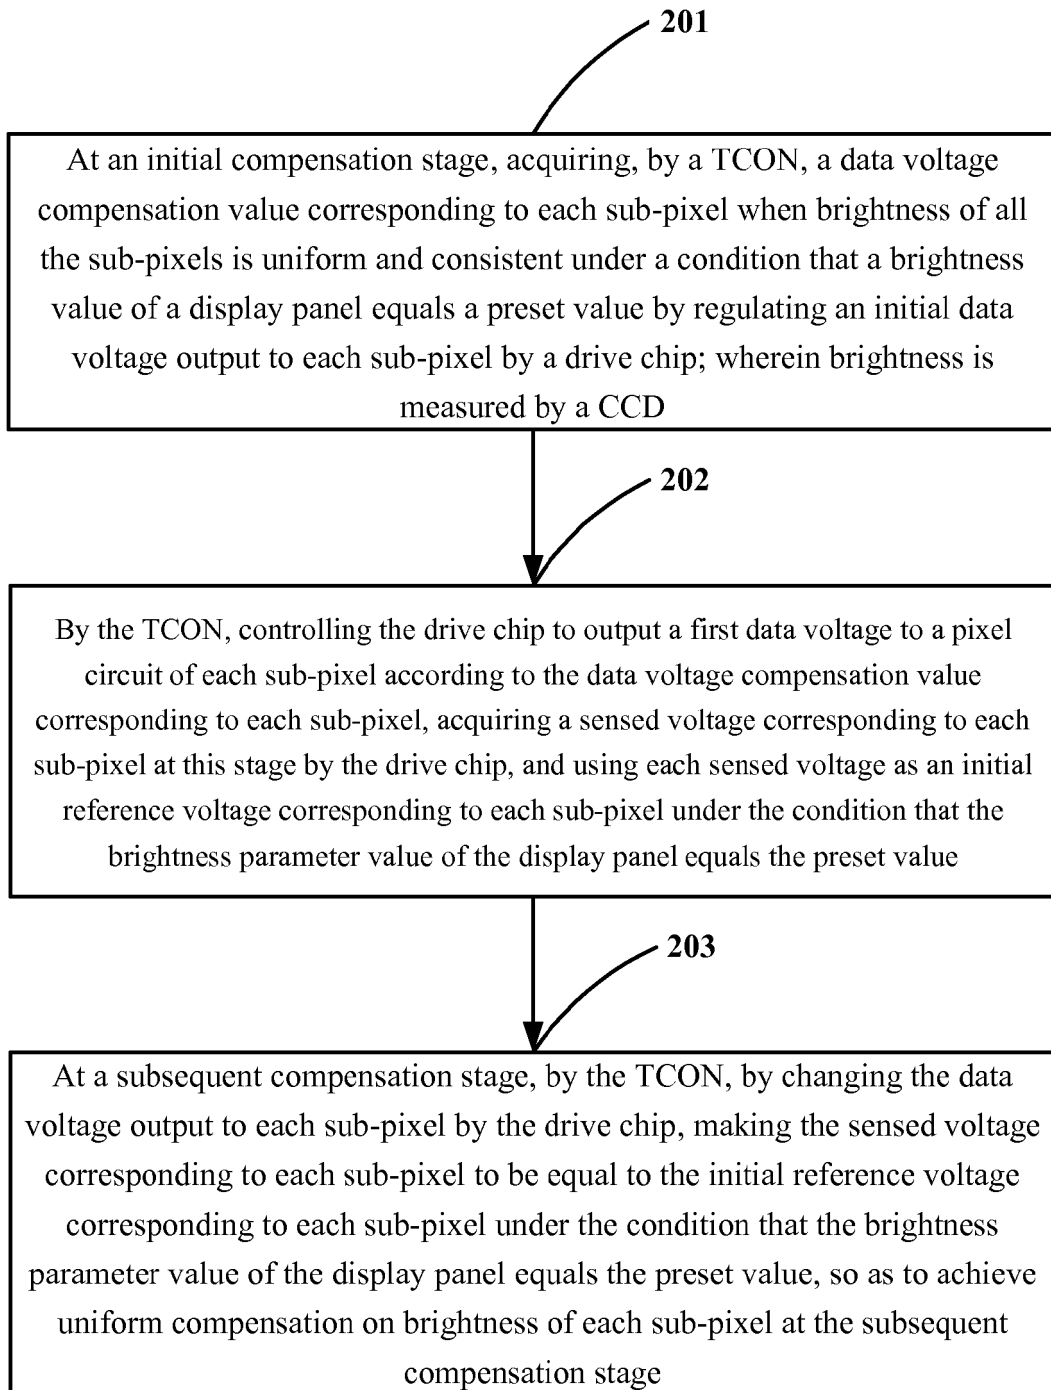 201
At an initial compensation stage, acquiring, by a TCON, a data voltage
compensation value corresponding to each sub-pixel when brightness of all
the sub-pixels is uniform and consistent under a condition that a brightness
value of a display panel equals a preset value by regulating an initial data
voltage output to each sub-pixel by a drive chip; wherein brightness is
measured by a CCD
202
By the TCON, controlling the drive chip to output a first data voltage to a pixel
circuit of each sub-pixel according to the data voltage compensation value
corresponding to each sub-pixel, acquiring a sensed voltage corresponding to each
sub-pixel at this stage by the drive chip, and using each sensed voltage as an initial
reference voltage corresponding to each sub-pixel under the condition that the
brightness parameter value of the display panel equals the preset value
203
At a subsequent compensation stage, by the TCON, by changing the data
voltage output to each sub-pixel by the drive chip, making the sensed voltage
corresponding to each sub-pixel to be equal to the initial reference voltage
corresponding to each sub-pixel under the condition that the brightness
parameter value of the display panel equals the preset value, so as to achieve
uniform compensation on brightness of each sub-pixel at the subsequent
compensation stage